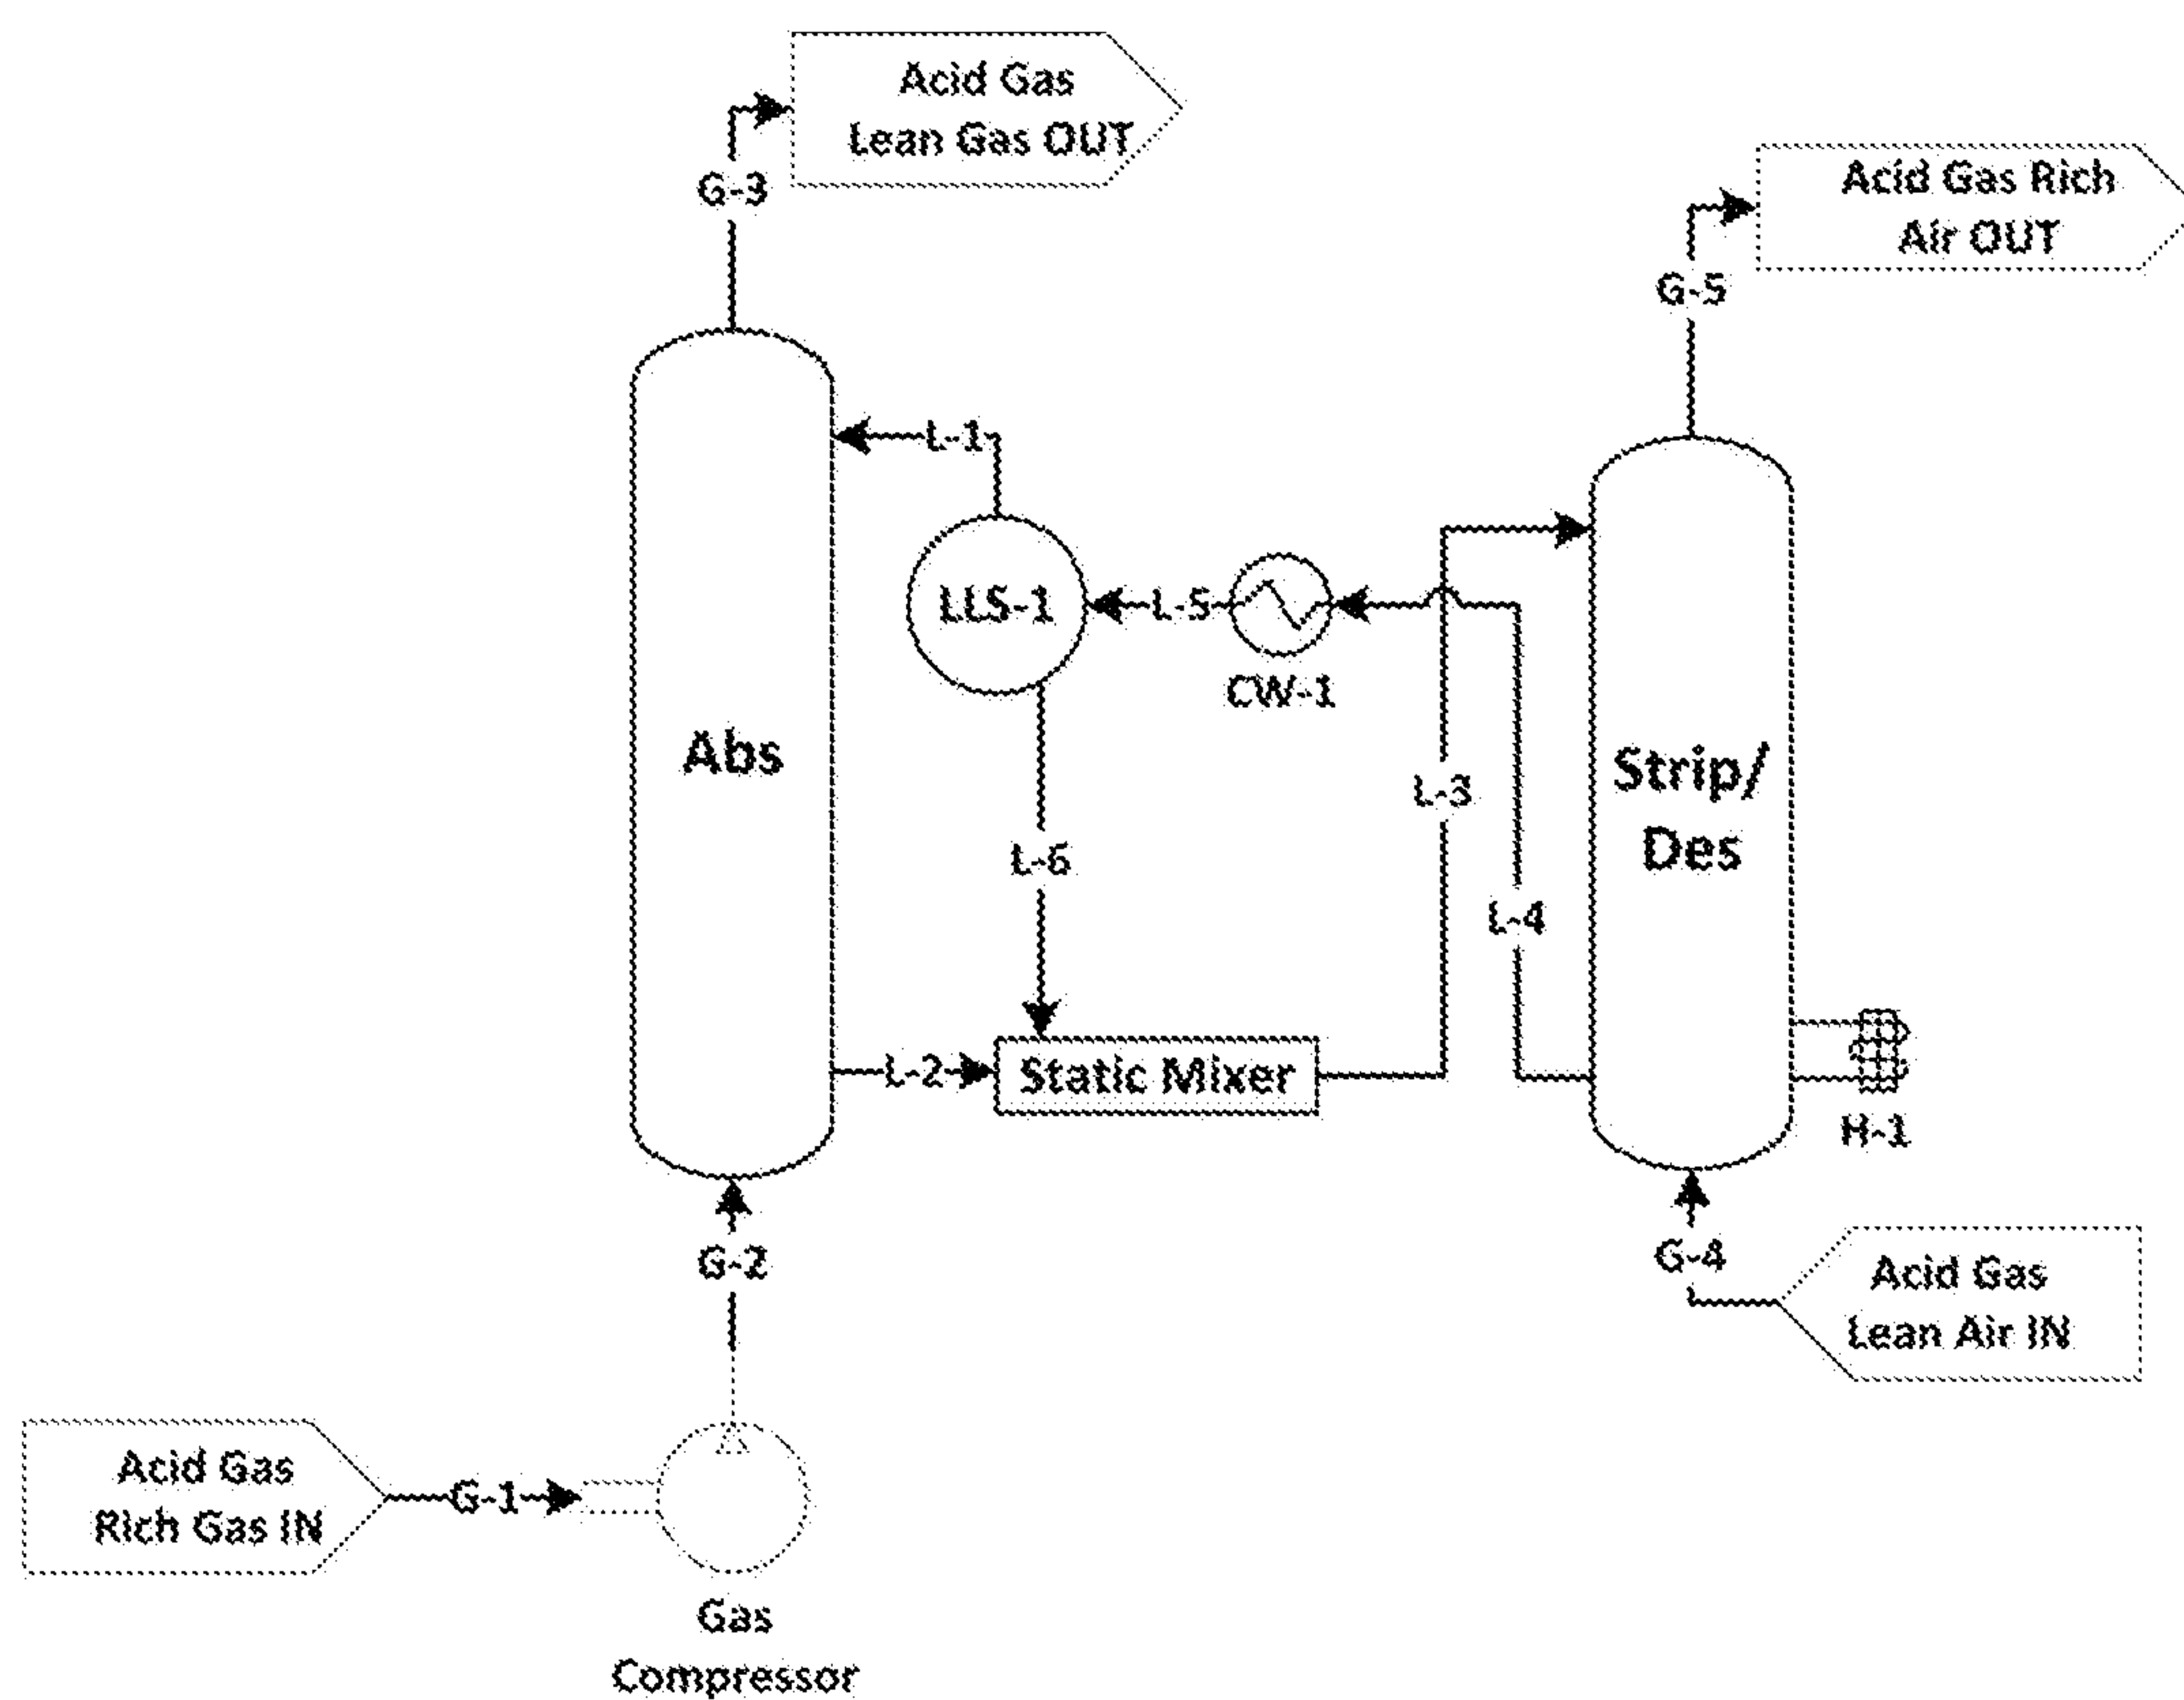 Acid Gas
Lean Gas OUT
G-3
Acid Gas Rich
Air OUT
G-5
L-1
LLS-1
L-5
CW-1
Abs
Strip/
Des
L-3
L-6
L-4
L-2
Static Mixer
H-1
G-2
G-4
Acid Gas
Lean Air IN
Acid Gas
Rich Gas IN
G-1
Gas
Compressor